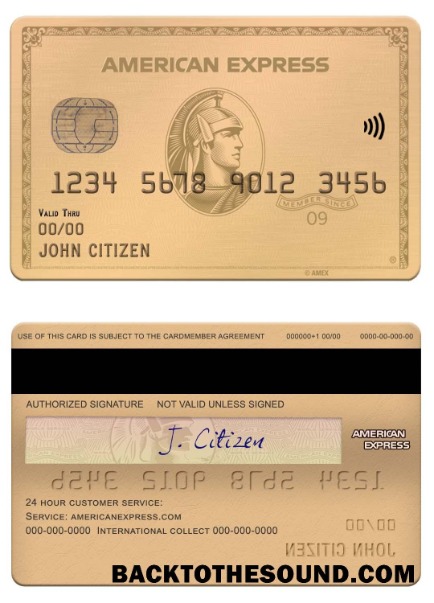 AMERICAN EXPRESS
1234 5678 9012 3456
MEMBER SINCE
VALID THRU
09
00/00
JOHN CITIZEN
© AMEX
®
USE OF THIS CARD IS SUBJECT TO THE CARDMEMBER AGREEMENT 000000+1 00/00 0000-00-000-00
AUTHORIZED SIGNATURE NOT VALID UNLESS SIGNED
J. Citizen
AMERICAN
EXPRESS
1234 5678 9012 3456
24 HOUR CUSTOMER SERVICE:
SERVICE: AMERICANEXPRESS.COM
000-000-0000 INTERNATIONAL COLLECT 000-000-0000
00/00
JOHN CITIZEN
BACKTOTHESOUND.COM